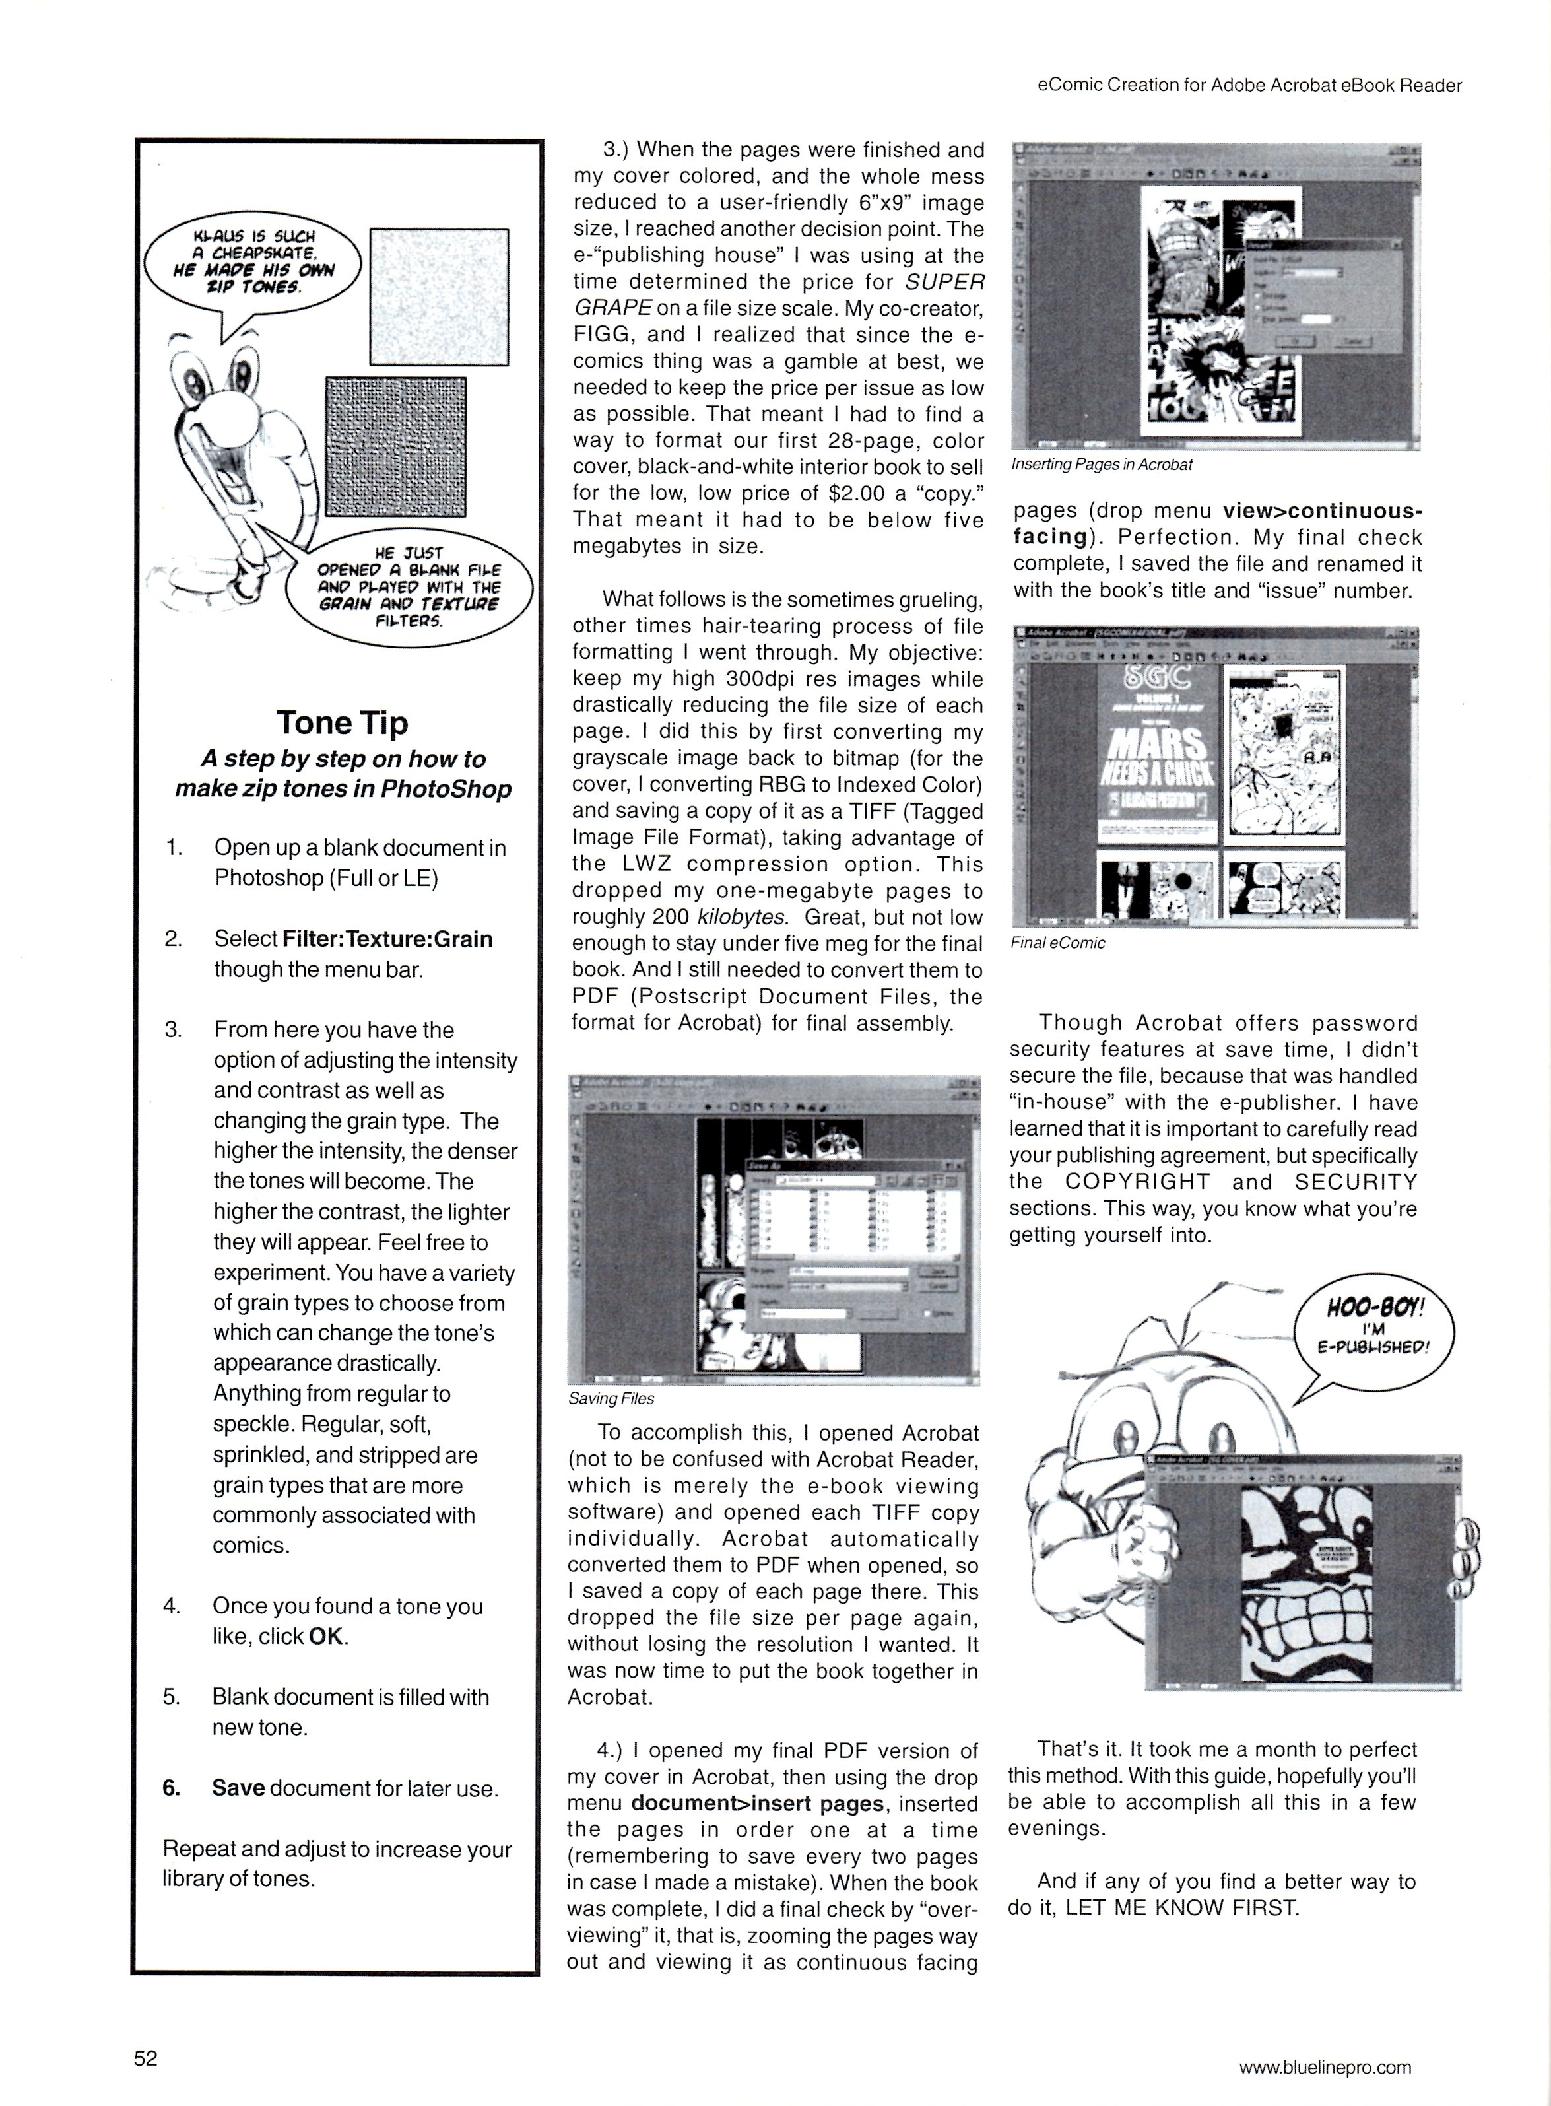 eComic Creation for Adobe Acrobat eBook Reader
KLAUS IS SUCH
A CHEAPSKATE.
HE MADE HIS OWN
ZIP TONES.
HE JUST
OPENED A BLANK FILE
AND PLAYED WITH THE
GRAIN AND TEXTURE
FILTERS.
Tone Tip
A step by step on how to
make zip tones in PhotoShop
1. Open up a blank document in
Photoshop (Full or LE)
2. Select Filter:Texture:Grain
though the menu bar.
3. From here you have the
option of adjusting the intensity
and contrast as well as
changing the grain type. The
higher the intensity, the denser
the tones will become. The
higher the contrast, the lighter
they will appear. Feel free to
experiment. You have a variety
of grain types to choose from
which can change the tone's
appearance drastically.
Anything from regular to
speckle. Regular, soft,
sprinkled, and stripped are
grain types that are more
commonly associated with
comics.
4. Once you found a tone you
like, click OK.
5. Blank document is filled with
new tone.
6. Save document for later use.
Repeat and adjust to increase your
library of tones.
3.) When the pages were finished and
my cover colored, and the whole mess
reduced to a user-friendly 6"x9" image
size, I reached another decision point. The
e-“publishing house” I was using at the
time determined the price for SUPER
GRAPE on a file size scale. My co-creator,
FIGG, and I realized that since the e-
comics thing was a gamble at best, we
needed to keep the price per issue as low
as possible. That meant I had to find a
way to format our first 28-page, color
cover, black-and-white interior book to sell
for the low, low price of $2.00 a “copy.”
That meant it had to be below five
megabytes in size.
What follows is the sometimes grueling,
other times hair-tearing process of file
formatting I went through. My objective:
keep my high 300dpi res images while
drastically reducing the file size of each
page. I did this by first converting my
grayscale image back to bitmap (for the
cover, I converting RBG to Indexed Color)
and saving a copy of it as a TIFF (Tagged
Image File Format), taking advantage of
the LWZ compression option. This
dropped my one-megabyte pages to
roughly 200 kilobytes. Great, but not low
enough to stay under five meg for the final
book. And I still needed to convert them to
PDF (Postscript Document Files, the
format for Acrobat) for final assembly.
Save As
Saving Files
To accomplish this, I opened Acrobat
(not to be confused with Acrobat Reader,
which is merely the e-book viewing
software) and opened each TIFF copy
individually. Acrobat automatically
converted them to PDF when opened, so
I saved a copy of each page there. This
dropped the file size per page again,
without losing the resolution I wanted. It
was now time to put the book together in
Acrobat.
4.) I opened my final PDF version of
my cover in Acrobat, then using the drop
menu document>insert pages, inserted
the pages in order one at a time
(remembering to save every two pages
in case I made a mistake). When the book
was complete, I did a final check by “over-
viewing” it, that is, zooming the pages way
out and viewing it as continuous facing
Inserting Pages in Acrobat
pages (drop menu view>continuous-
facing). Perfection. My final check
complete, I saved the file and renamed it
with the book's title and “issue” number.
SGC
VOLUME 1
MARS
NEEDS A CHICK
Final eComic
Though Acrobat offers password
security features at save time, I didn't
secure the file, because that was handled
“in-house” with the e-publisher. I have
learned that it is important to carefully read
your publishing agreement, but specifically
the COPYRIGHT and SECURITY
sections. This way, you know what you're
getting yourself into.
HOO-BOY!
I'M
E-PUBLISHED!
That's it. It took me a month to perfect
this method. With this guide, hopefully you'll
be able to accomplish all this in a few
evenings.
And if any of you find a better way to
do it, LET ME KNOW FIRST.
52
www.bluelinepro.com